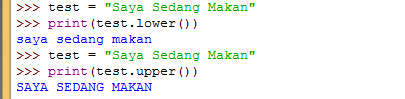 >>> test = "Saya Sedang Makan"
>>> print(test.lower())
saya sedang makan
>>> test = "Saya Sedang Makan"
>>> print(test.upper())
SAYA SEDANG MAKAN